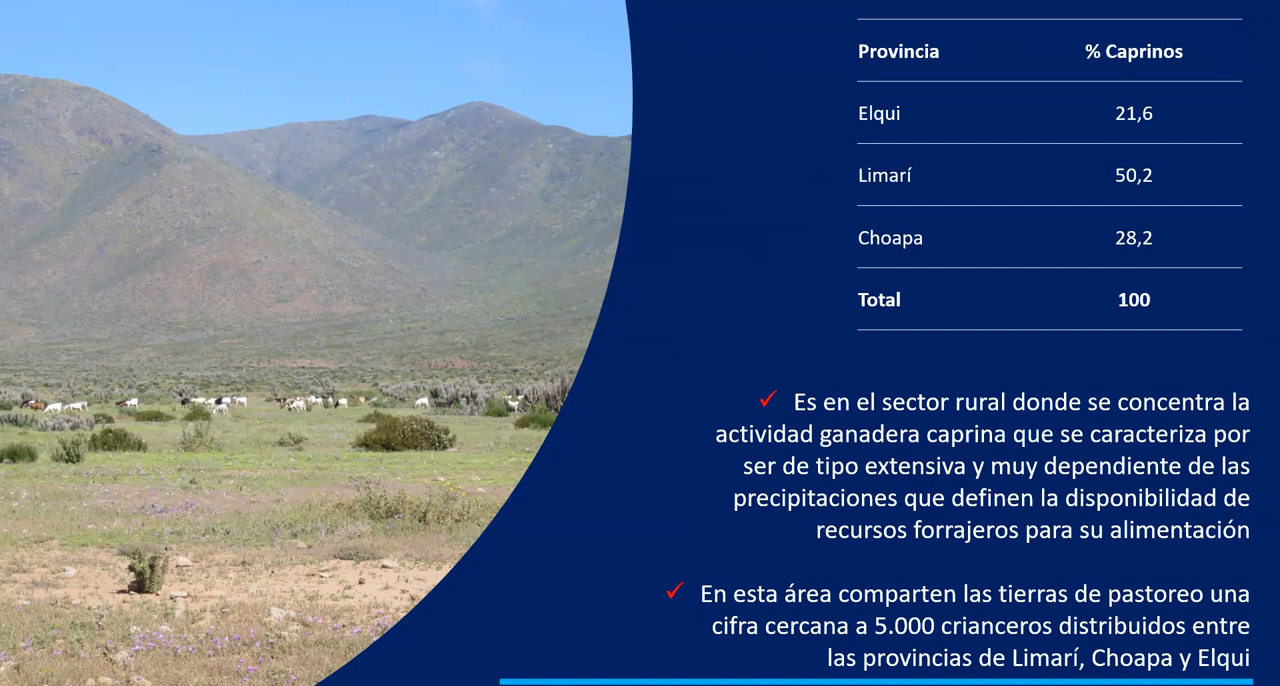 Provincia % Caprinos
Elqui 21,6
Limarí 50,2
Choapa 28,2
Total 100
✓ Es en el sector rural donde se concentra la
actividad ganadera caprina que se caracteriza por
ser de tipo extensiva y muy dependiente de las
precipitaciones que definen la disponibilidad de
recursos forrajeros para su alimentación
✓ En esta área comparten las tierras de pastoreo una
cifra cercana a 5.000 crianceros distribuidos entre
las provincias de Limarí, Choapa y Elqui